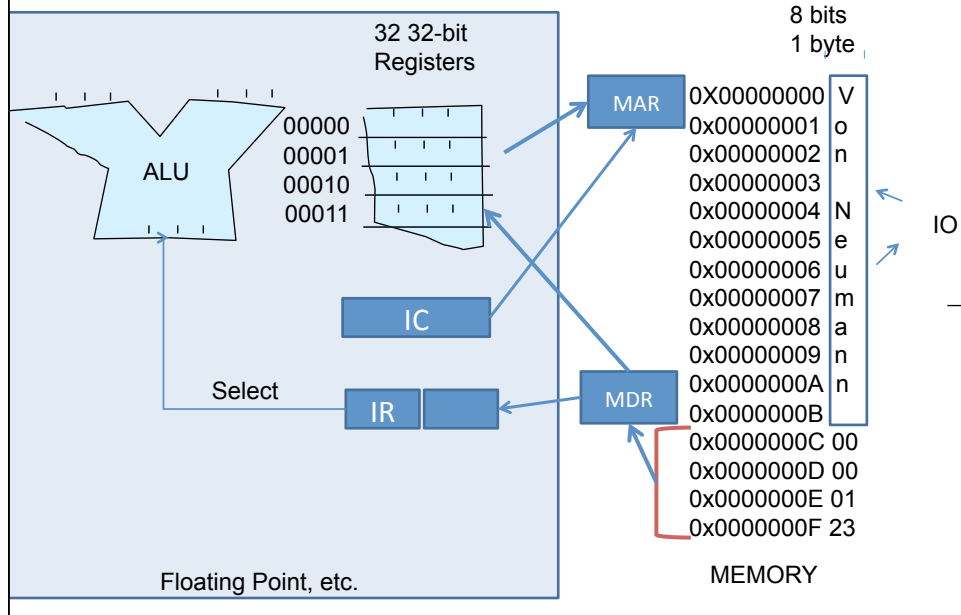 8 bits
1 byte
32 32-bit
Registers
ALU
00000
00001
00010
00011
MAR
IC
Select
IR
MDR
0X00000000 V
0x00000001 o
0x00000002 n
0x00000003
0x00000004 N
0x00000005 e
0x00000006 u
0x00000007 m
0x00000008 a
0x00000009 n
0x0000000A n
0x0000000B
0x0000000C 00
0x0000000D 00
0x0000000E 01
0x0000000F 23
IO
MEMORY
Floating Point, etc.